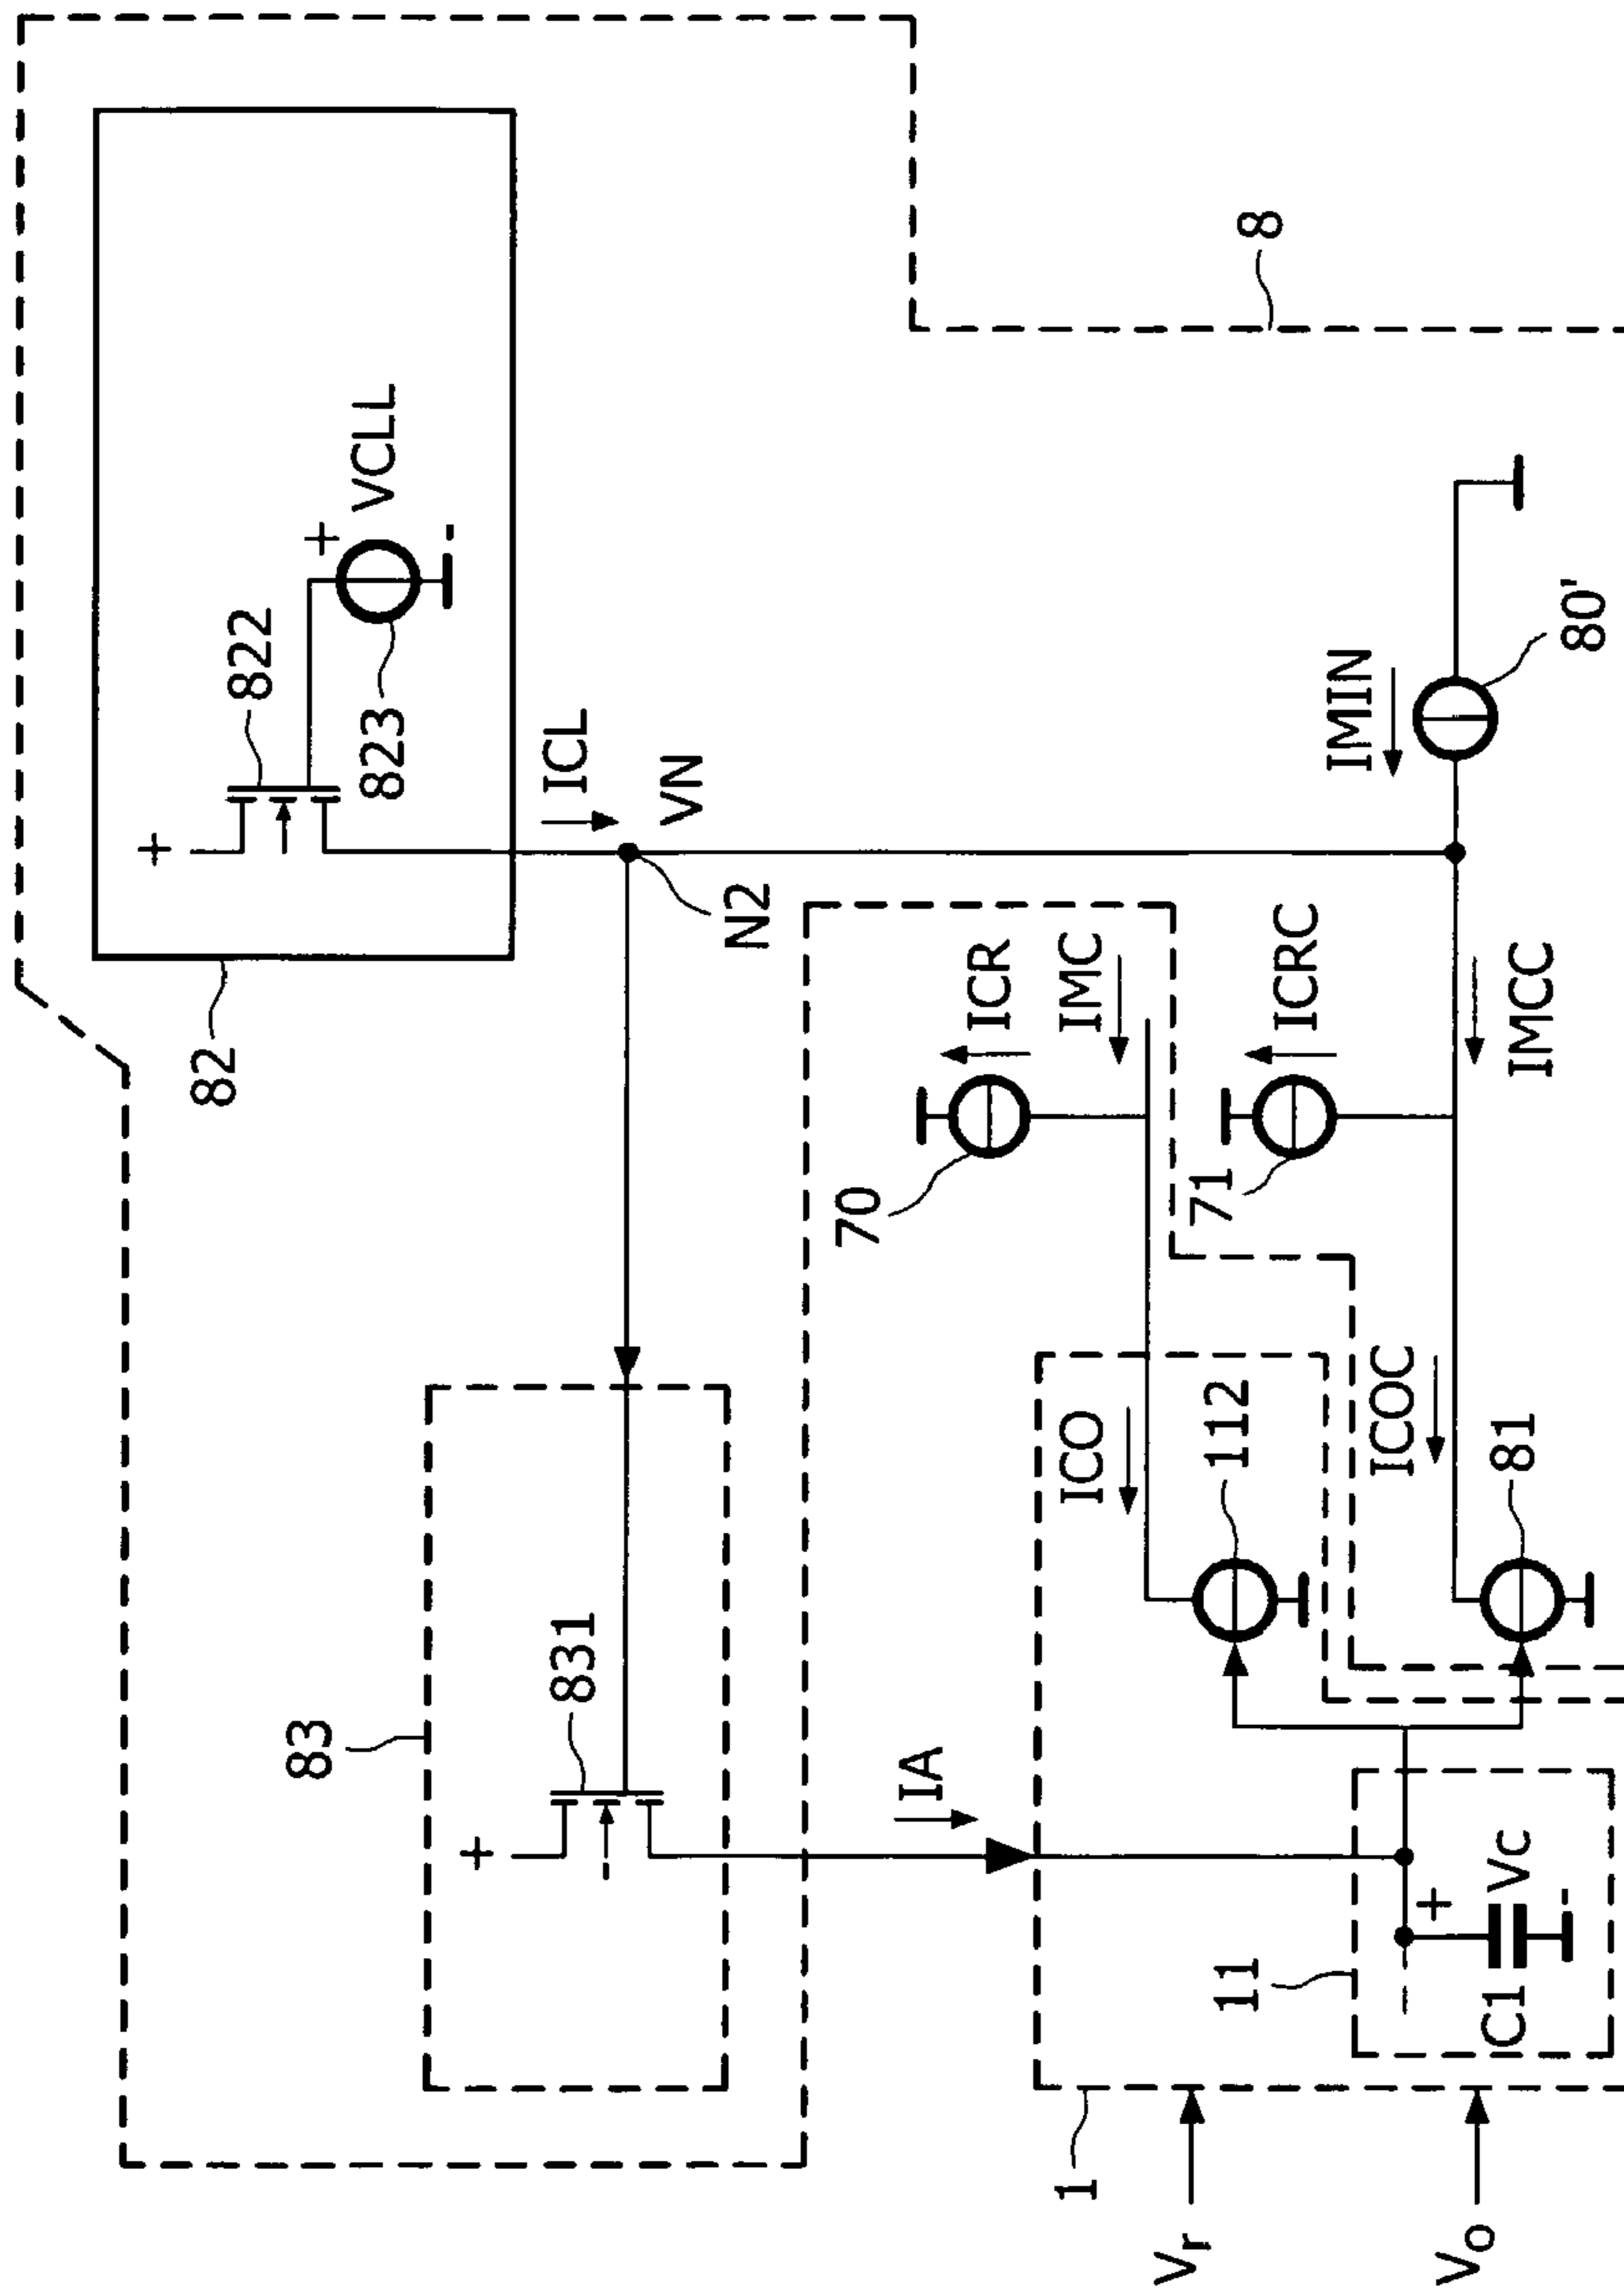 82
822
+
823
+
VCLL
-
8
83
831
+
-
ICL
VN
N2
IA
70
ICR
IMC
71
ICRC
IMCC
IMIN
80'
1
ICO
112
ICOC
81
11
+
Vc
C1
-
Vr
Vo